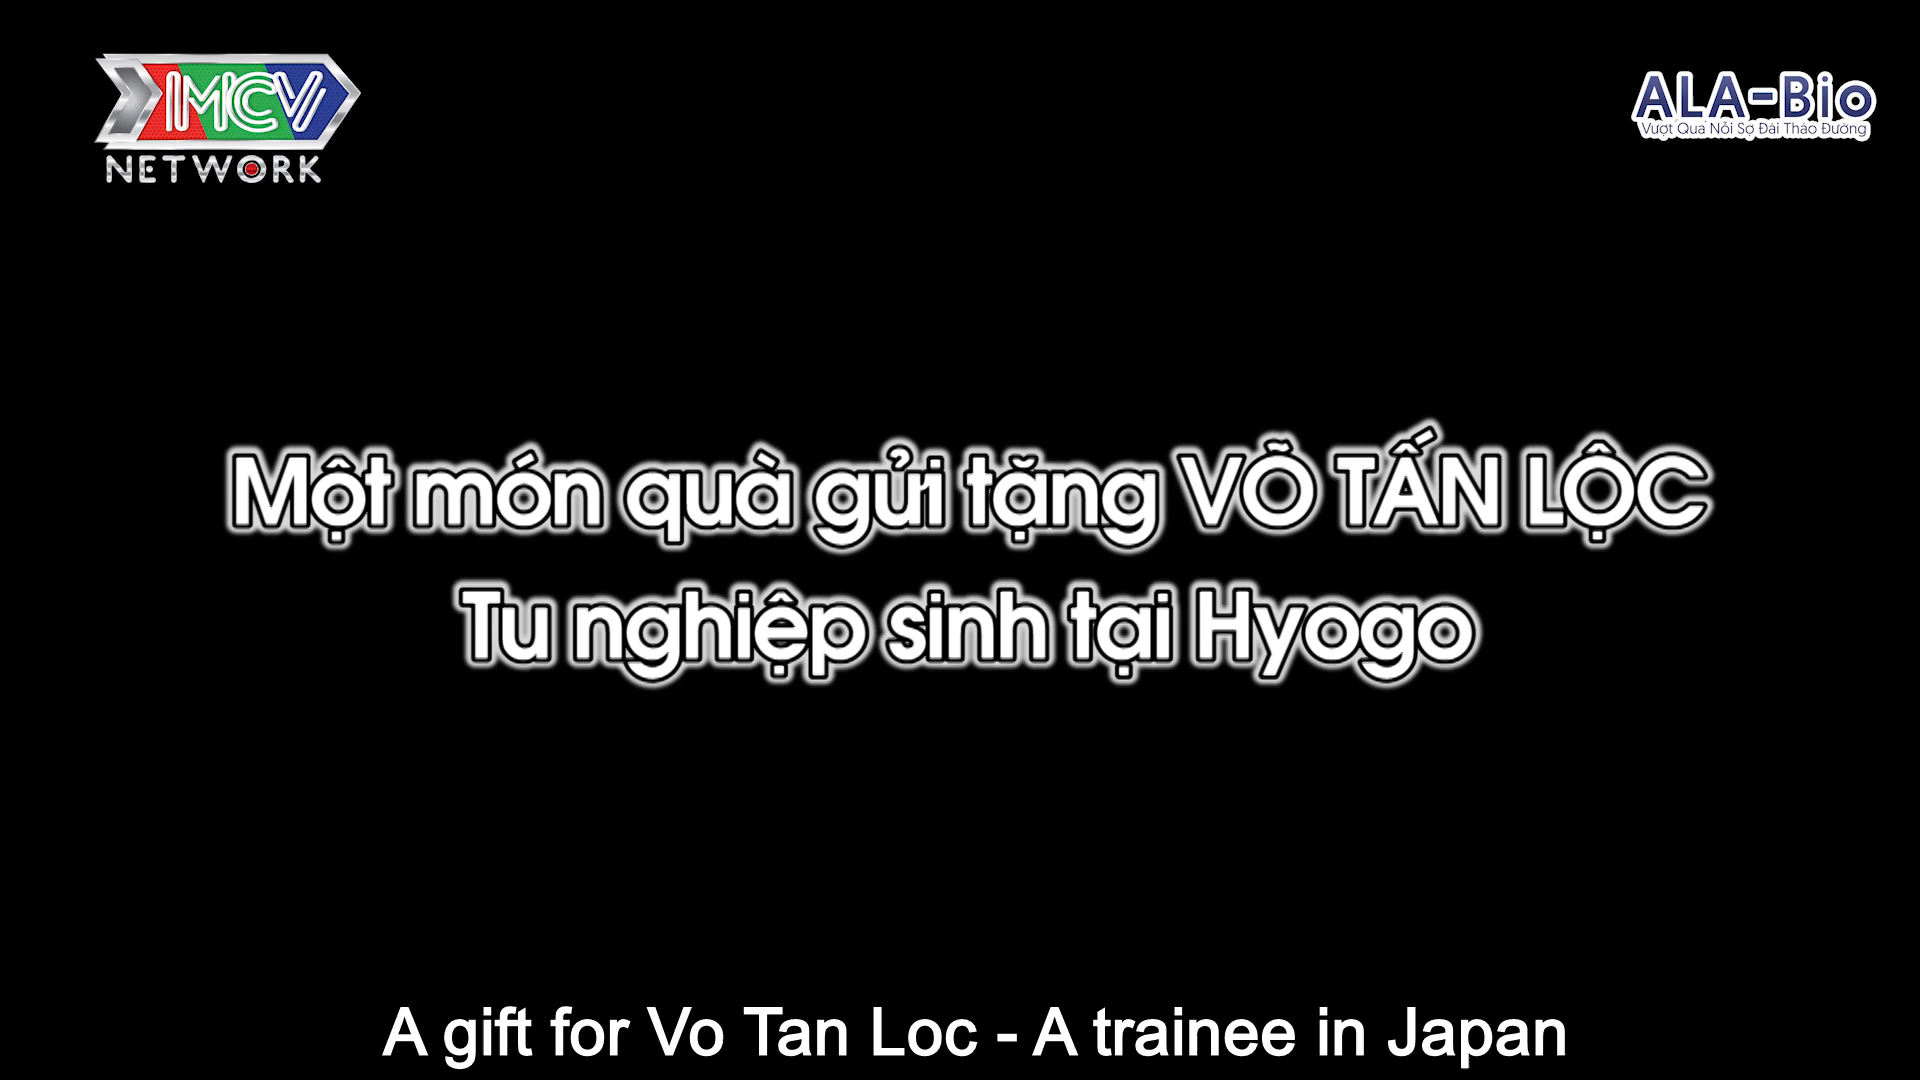 MCV
NETWORK
ALA-Bio
Vượt Qua Nỗi Sợ Đái Tháo Đường
Một món quà gửi tặng VÕ TẤN LỘC
Tu nghiệp sinh tại Hyogo
A gift for Vo Tan Loc - A trainee in Japan